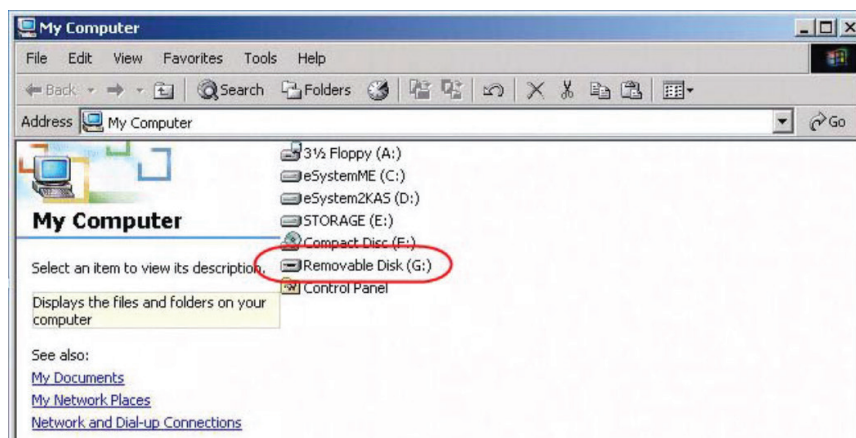 My Computer
File Edit View Favorites Tools Help
Back Search Folders
Address My Computer Go
3½ Floppy (A:)
eSystemME (C:)
eSystem2KAS (D:)
STORAGE (E:)
Compact Disc (F:)
Removable Disk (G:)
Control Panel
My Computer
Select an item to view its description.
Displays the files and folders on your
computer
See also:
My Documents
My Network Places
Network and Dial-up Connections